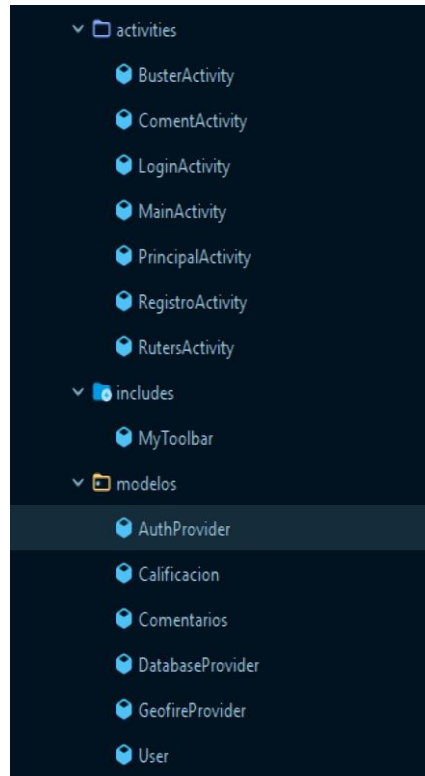 activities
BusterActivity
ComentActivity
LoginActivity
MainActivity
PrincipalActivity
RegistroActivity
RutersActivity
includes
MyToolbar
modelos
AuthProvider
Calificacion
Comentarios
DatabaseProvider
GeofireProvider
User